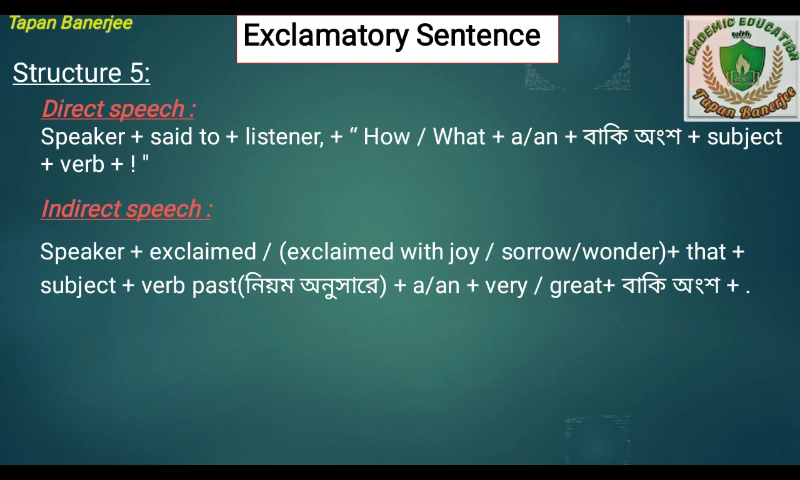 Tapan Banerjee
Exclamatory Sentence
ACADEMIC EDUCATION
with
Tapan Banerjee
Structure 5:
Direct speech :
Speaker + said to + listener, + “ How / What + a/an + বাকি অংশ + subject
+ verb + ! "
Indirect speech :
Speaker + exclaimed / (exclaimed with joy / sorrow/wonder)+ that +
subject + verb past(নিয়ম অনুসারে) + a/an + very / great+ বাকি অংশ + .